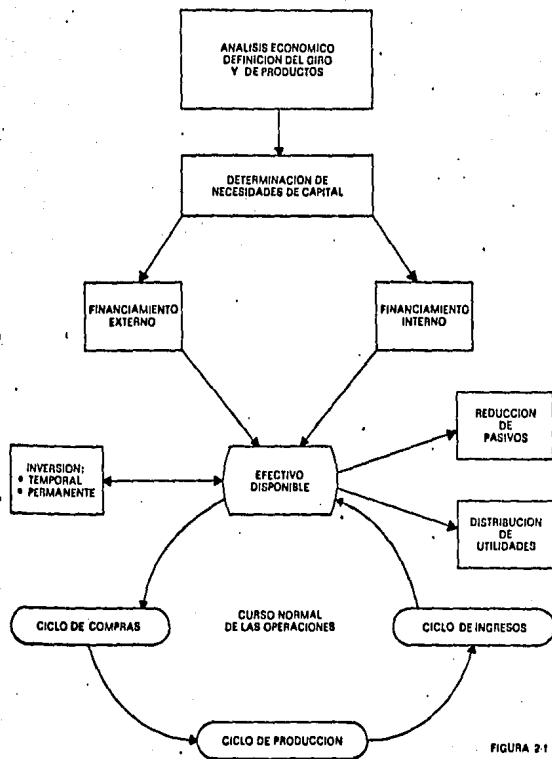 ANALISIS ECONOMICO
DEFINICION DEL GIRO
Y DE PRODUCTOS
DETERMINACION DE
NECESIDADES DE CAPITAL
FINANCIAMIENTO
EXTERNO
FINANCIAMIENTO
INTERNO
REDUCCION
DE
PASIVOS
INVERSION:
• TEMPORAL
• PERMANENTE
EFECTIVO
DISPONIBLE
DISTRIBUCION
DE
UTILIDADES
CICLO DE COMPRAS
CURSO NORMAL
DE LAS OPERACIONES
CICLO DE INGRESOS
CICLO DE PRODUCCION
FIGURA 2-1